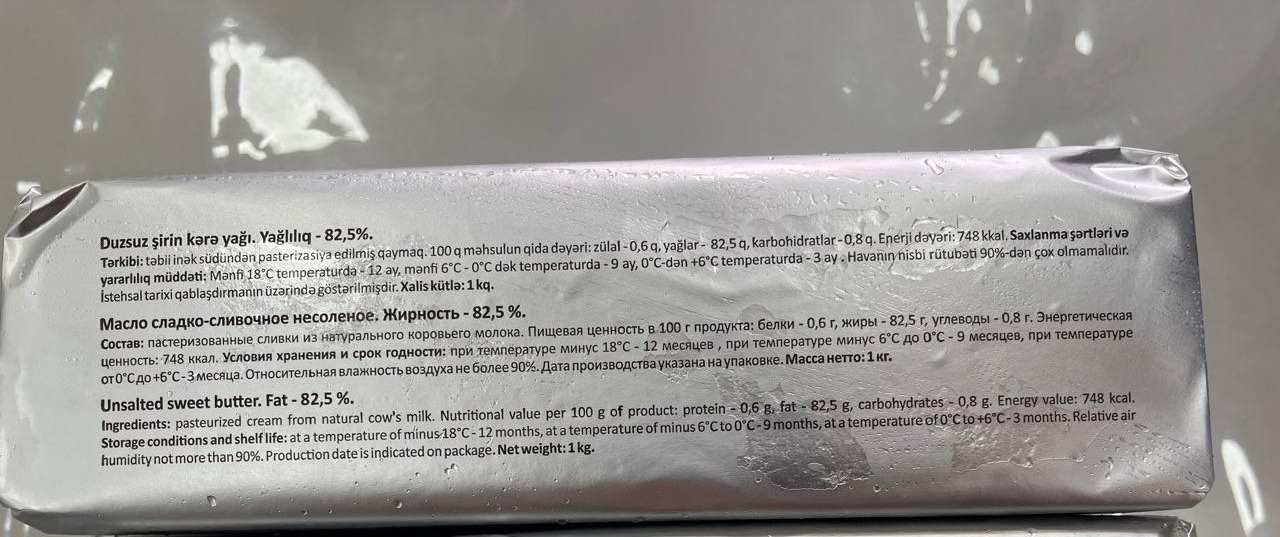 Duzsuz şirin kərə yağı. Yağlılıq - 82,5%.
Tərkibi: təbii inək südündən pasterizasiya edilmiş qaymaq. 100 q məhsulun qida dəyəri: zülal - 0,6 q, yağlar - 82,5 q, karbohidratlar - 0,8 q. Enerji dəyəri: 748 kkal. Saxlanma şərtləri və
yararlılıq müddəti: Mənfi 18°C temperaturda - 12 ay, mənfi 6°C - 0°C dək temperaturda - 9 ay, 0°C-dən +6°C temperaturda - 3 ay . Havanın nisbi rütubəti 90%-dən çox olmamalıdır.
İstehsal tarixi qablaşdırmanın üzərində göstərilmişdir. Xalis kütlə: 1 kq.
Масло сладко-сливочное несоленое. Жирность - 82,5 %.
Состав: пастеризованные сливки из натурального коровьего молока. Пищевая ценность в 100 г продукта: белки - 0,6 г, жиры - 82,5 г, углеводы - 0,8 г. Энергетическая
ценность: 748 ккал. Условия хранения и срок годности: при температуре минус 18°C - 12 месяцев , при температуре минус 6°C до 0°C - 9 месяцев, при температуре
от 0°C до +6°C - 3 месяца. Относительная влажность воздуха не более 90%. Дата производства указана на упаковке. Масса нетто: 1 кг.
Unsalted sweet butter. Fat - 82,5 %.
Ingredients: pasteurized cream from natural cow's milk. Nutritional value per 100 g of product: protein - 0,6 g, fat - 82,5 g, carbohydrates - 0,8 g. Energy value: 748 kcal.
Storage conditions and shelf life: at a temperature of minus 18°C - 12 months, at a temperature of minus 6°C to 0°C - 9 months, at a temperature of 0°C to +6°C - 3 months. Relative air
humidity not more than 90%. Production date is indicated on package. Net weight: 1 kg.